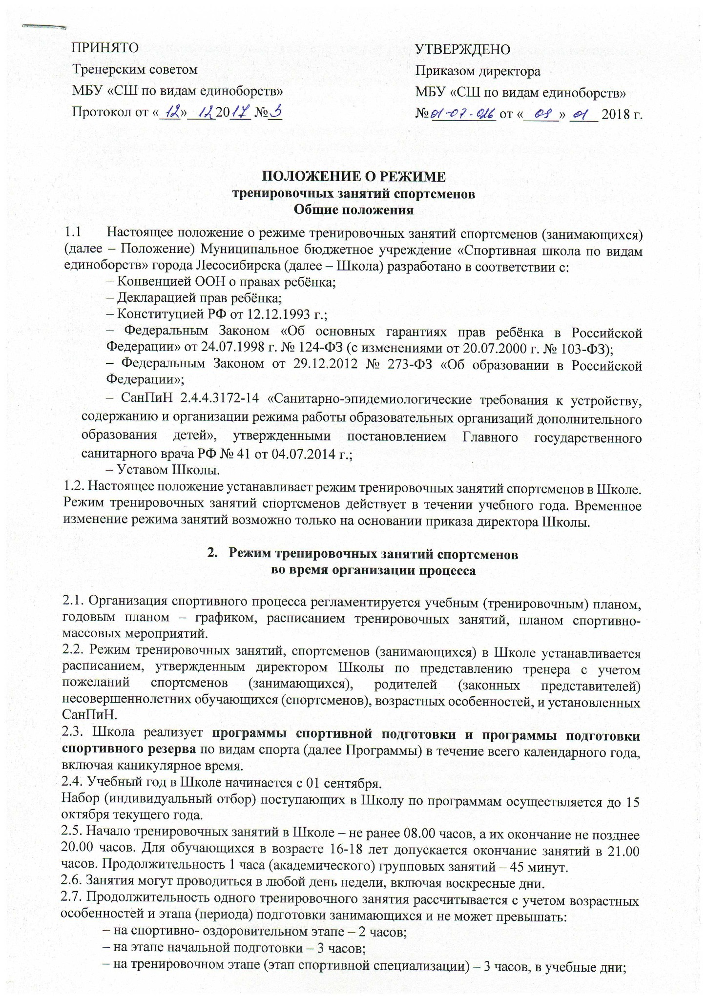 ПРИНЯТО
Тренерским советом
МБУ «СШ по видам единоборств»
Протокол от « 12 » 12 2017 № 3
УТВЕРЖДЕНО
Приказом директора
МБУ «СШ по видам единоборств»
№ 01-07-026 от « 09 » 01 2018 г.
ПОЛОЖЕНИЕ О РЕЖИМЕ
тренировочных занятий спортсменов
Общие положения
1.1 Настоящее положение о режиме тренировочных занятий спортсменов (занимающихся)
(далее – Положение) Муниципальное бюджетное учреждение «Спортивная школа по видам
единоборств» города Лесосибирска (далее – Школа) разработано в соответствии с:
– Конвенцией ООН о правах ребёнка;
– Декларацией прав ребёнка;
– Конституцией РФ от 12.12.1993 г.;
– Федеральным Законом «Об основных гарантиях прав ребёнка в Российской
Федерации» от 24.07.1998 г. № 124-ФЗ (с изменениями от 20.07.2000 г. № 103-ФЗ);
– Федеральным Законом от 29.12.2012 № 273-ФЗ «Об образовании в Российской
Федерации»;
– СанПиН 2.4.4.3172-14 «Санитарно-эпидемиологические требования к устройству,
содержанию и организации режима работы образовательных организаций дополнительного
образования детей», утвержденными постановлением Главного государственного
санитарного врача РФ № 41 от 04.07.2014 г.;
– Уставом Школы.
1.2. Настоящее положение устанавливает режим тренировочных занятий спортсменов в Школе.
Режим тренировочных занятий спортсменов действует в течении учебного года. Временное
изменение режима занятий возможно только на основании приказа директора Школы.
2. Режим тренировочных занятий спортсменов
во время организации процесса
2.1. Организация спортивного процесса регламентируется учебным (тренировочным) планом,
годовым планом – графиком, расписанием тренировочных занятий, планом спортивно-
массовых мероприятий.
2.2. Режим тренировочных занятий, спортсменов (занимающихся) в Школе устанавливается
расписанием, утвержденным директором Школы по представлению тренера с учетом
пожеланий спортсменов (занимающихся), родителей (законных представителей)
несовершеннолетних обучающихся (спортсменов), возрастных особенностей, и установленных
СанПиН.
2.3. Школа реализует программы спортивной подготовки и программы подготовки
спортивного резерва по видам спорта (далее Программы) в течение всего календарного года,
включая каникулярное время.
2.4. Учебный год в Школе начинается с 01 сентября.
Набор (индивидуальный отбор) поступающих в Школу по программам осуществляется до 15
октября текущего года.
2.5. Начало тренировочных занятий в Школе – не ранее 08.00 часов, а их окончание не позднее
20.00 часов. Для обучающихся в возрасте 16-18 лет допускается окончание занятий в 21.00
часов. Продолжительность 1 часа (академического) групповых занятий – 45 минут.
2.6. Занятия могут проводиться в любой день недели, включая воскресные дни.
2.7. Продолжительность одного тренировочного занятия рассчитывается с учетом возрастных
особенностей и этапа (периода) подготовки занимающихся и не может превышать:
– на спортивно- оздоровительном этапе – 2 часов;
– на этапе начальной подготовки – 3 часов;
– на тренировочном этапе (этап спортивной специализации) – 3 часов, в учебные дни;